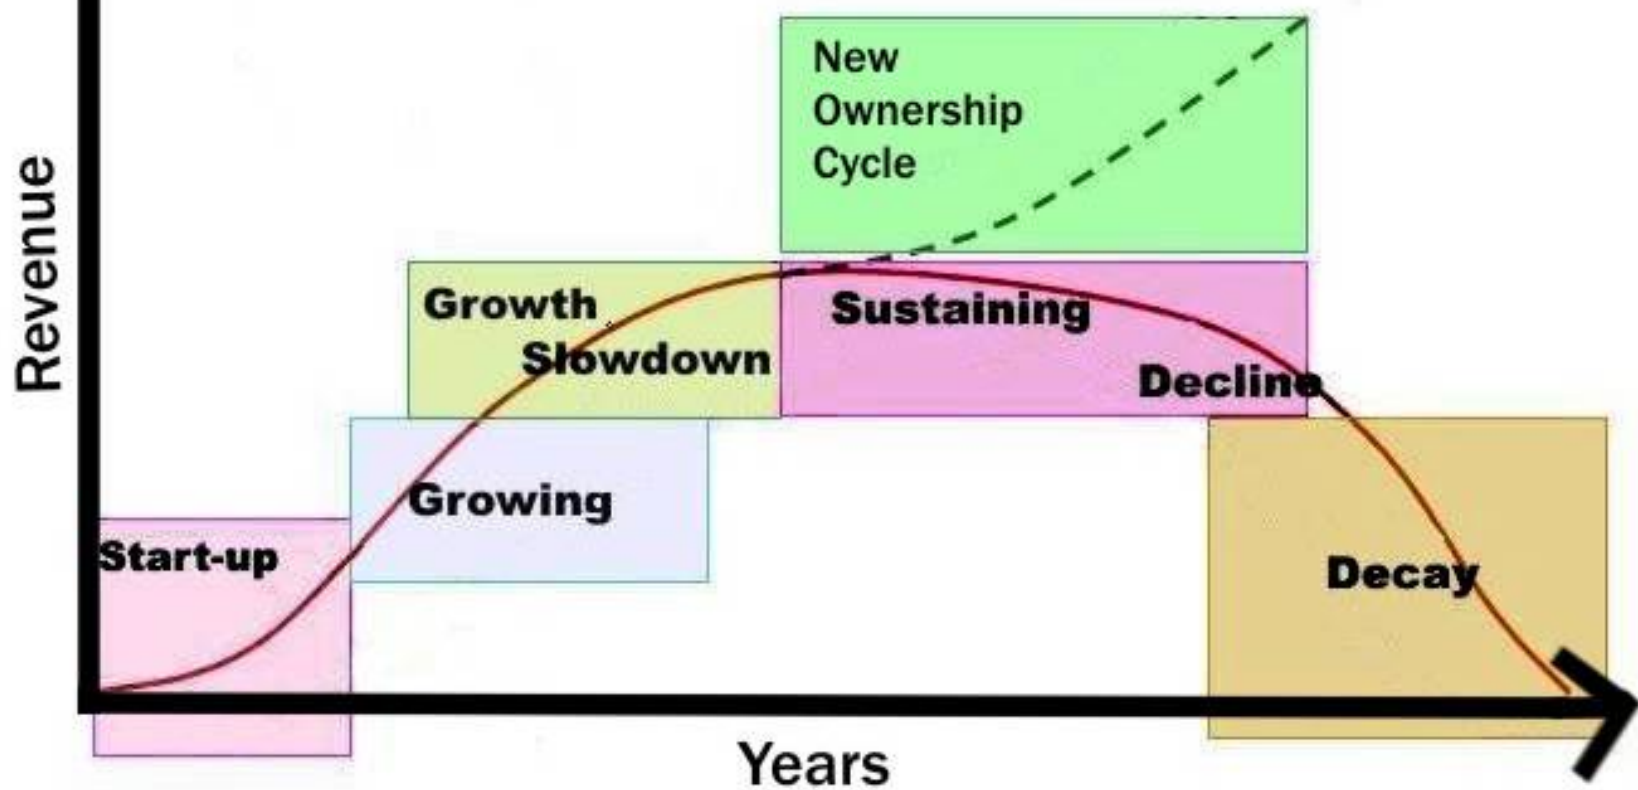 New
Ownership
Cycle
Revenue
Growth
Slowdown
Sustaining
Decline
Growing
Start-up
Decay
Years